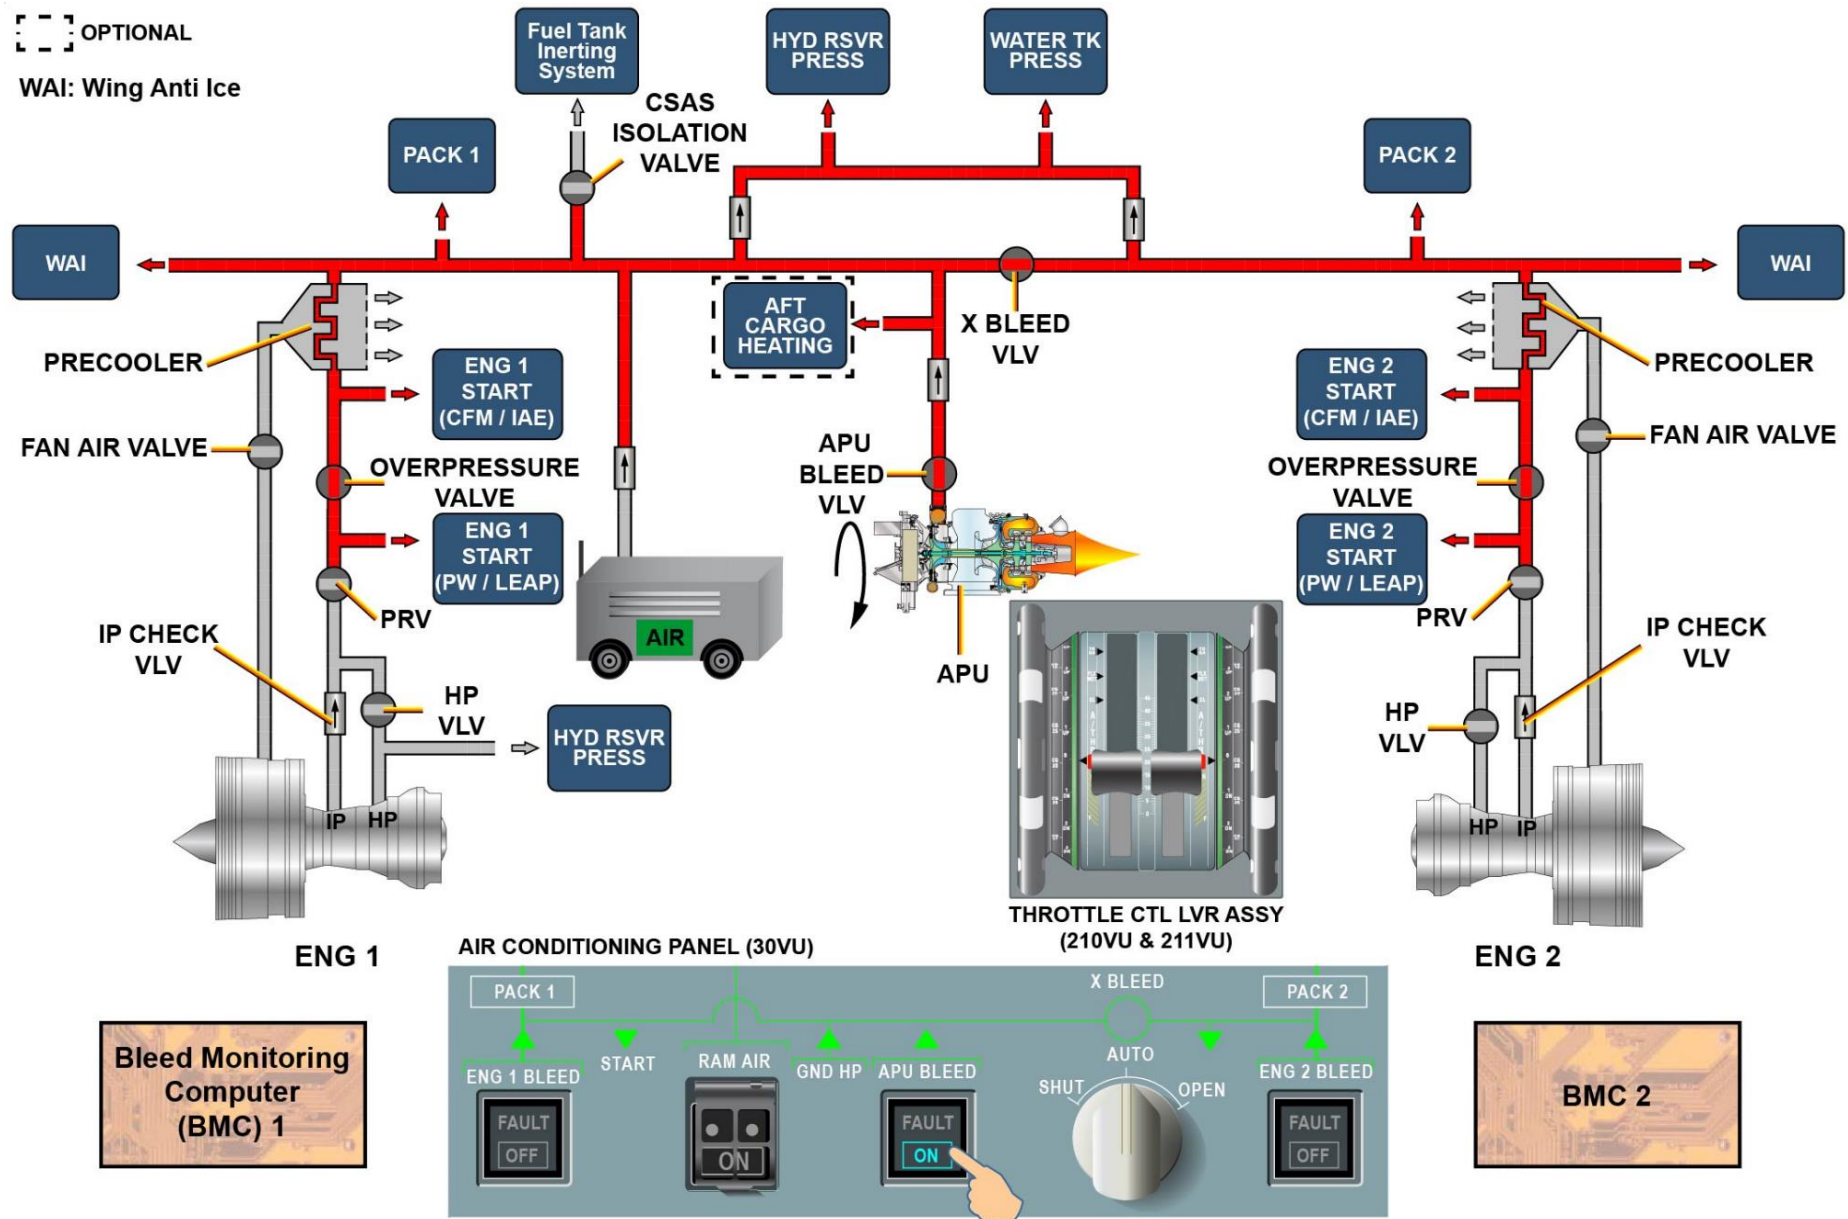 OPTIONAL
WAI: Wing Anti Ice
Fuel Tank
Inerting
System
HYD RSVR
PRESS
WATER TK
PRESS
CSAS
ISOLATION
VALVE
PACK 1
PACK 2
WAI
WAI
AFT
CARGO
HEATING
X BLEED
VLV
PRECOOLER
PRECOOLER
ENG 1
START
(CFM / IAE)
ENG 2
START
(CFM / IAE)
FAN AIR VALVE
FAN AIR VALVE
OVERPRESSURE
VALVE
APU
BLEED
VLV
OVERPRESSURE
VALVE
ENG 1
START
(PW / LEAP)
ENG 2
START
(PW / LEAP)
PRV
PRV
IP CHECK
VLV
AIR
APU
IP CHECK
VLV
HP
VLV
HYD RSVR
PRESS
HP
VLV
IP
HP
HP
IP
THROTTLE CTL LVR ASSY
(210VU & 211VU)
ENG 1
AIR CONDITIONING PANEL (30VU)
ENG 2
PACK 1
X BLEED
PACK 2
START
RAM AIR
GND HP
APU BLEED
AUTO
ENG 1 BLEED
SHUT
OPEN
ENG 2 BLEED
FAULT
OFF
ON
FAULT
ON
FAULT
OFF
Bleed Monitoring
Computer
(BMC) 1
BMC 2